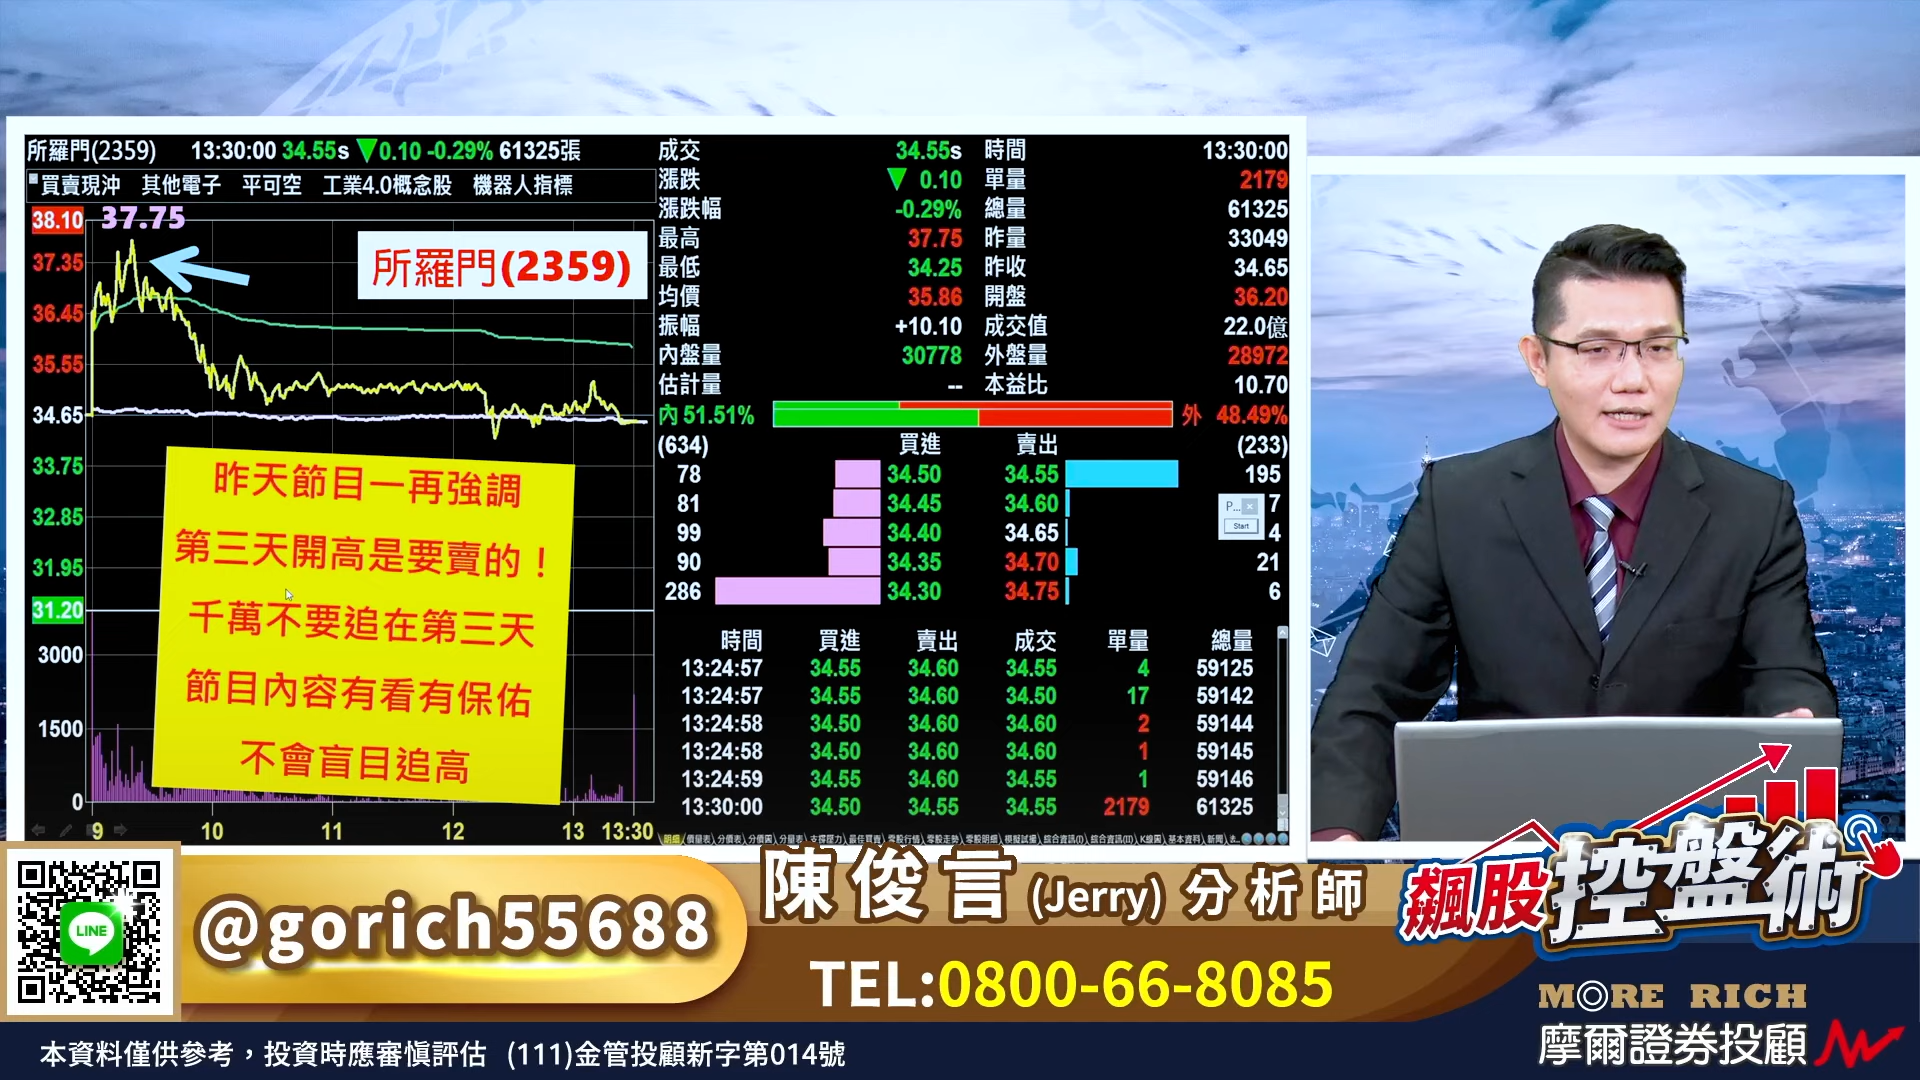 所羅門(2359) 13:30:00 34.55s ▼0.10 -0.29% 61325張
買賣現沖 其他電子 平可空 工業4.0概念股 機器人指標
38.10
37.75
37.35
36.45
35.55
34.65
33.75
32.85
31.95
31.20
3000
1500
0
9 10 11 12 13 13:30
所羅門(2359)
昨天節目一再強調
第三天開高是要賣的！
千萬不要追在第三天
節目內容有看有保佑
不會盲目追高
成交 34.55s 時間 13:30:00
漲跌 ▼ 0.10 單量 2179
漲跌幅 -0.29% 總量 61325
最高 37.75 昨量 33049
最低 34.25 昨收 34.65
均價 35.86 開盤 36.20
振幅 +10.10 成交值 22.0億
內盤量 30778 外盤量 28972
估計量 -- 本益比 10.70
內 51.51% 外 48.49%
(634) 買進 賣出 (233)
78 34.50 34.55 195
81 34.45 34.60 7
99 34.40 34.65 4
90 34.35 34.70 21
286 34.30 34.75 6
P...
Start
時間 買進 賣出 成交 單量 總量
13:24:57 34.55 34.60 34.55 4 59125
13:24:57 34.55 34.60 34.50 17 59142
13:24:58 34.50 34.60 34.60 2 59144
13:24:58 34.50 34.60 34.60 1 59145
13:24:59 34.55 34.60 34.55 1 59146
13:30:00 34.50 34.55 34.55 2179 61325
LINE
@gorich55688
陳俊言(Jerry)分析師
TEL:0800-66-8085
飆股控盤術
MORE RICH
摩爾證券投顧
本資料僅供參考，投資時應審慎評估 (111)金管投顧新字第014號